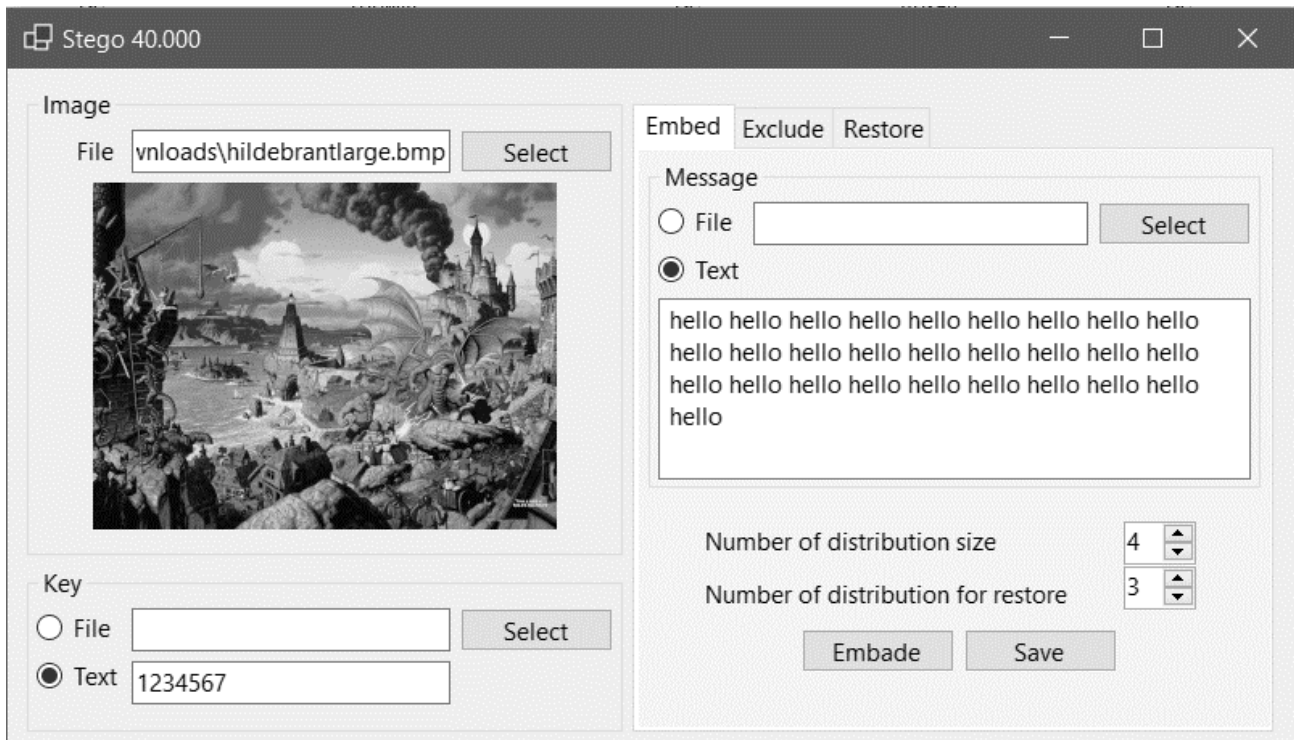 Stego 40.000
Image
File vnloads\hildebrantlarge.bmp Select
Key
File Select
Text 1234567
Embed Exclude Restore
Message
File Select
Text
hello hello hello hello hello hello hello hello hello
hello hello hello hello hello hello hello hello hello
hello hello hello hello hello hello hello hello hello
hello
Number of distribution size 4
Number of distribution for restore 3
Embade Save